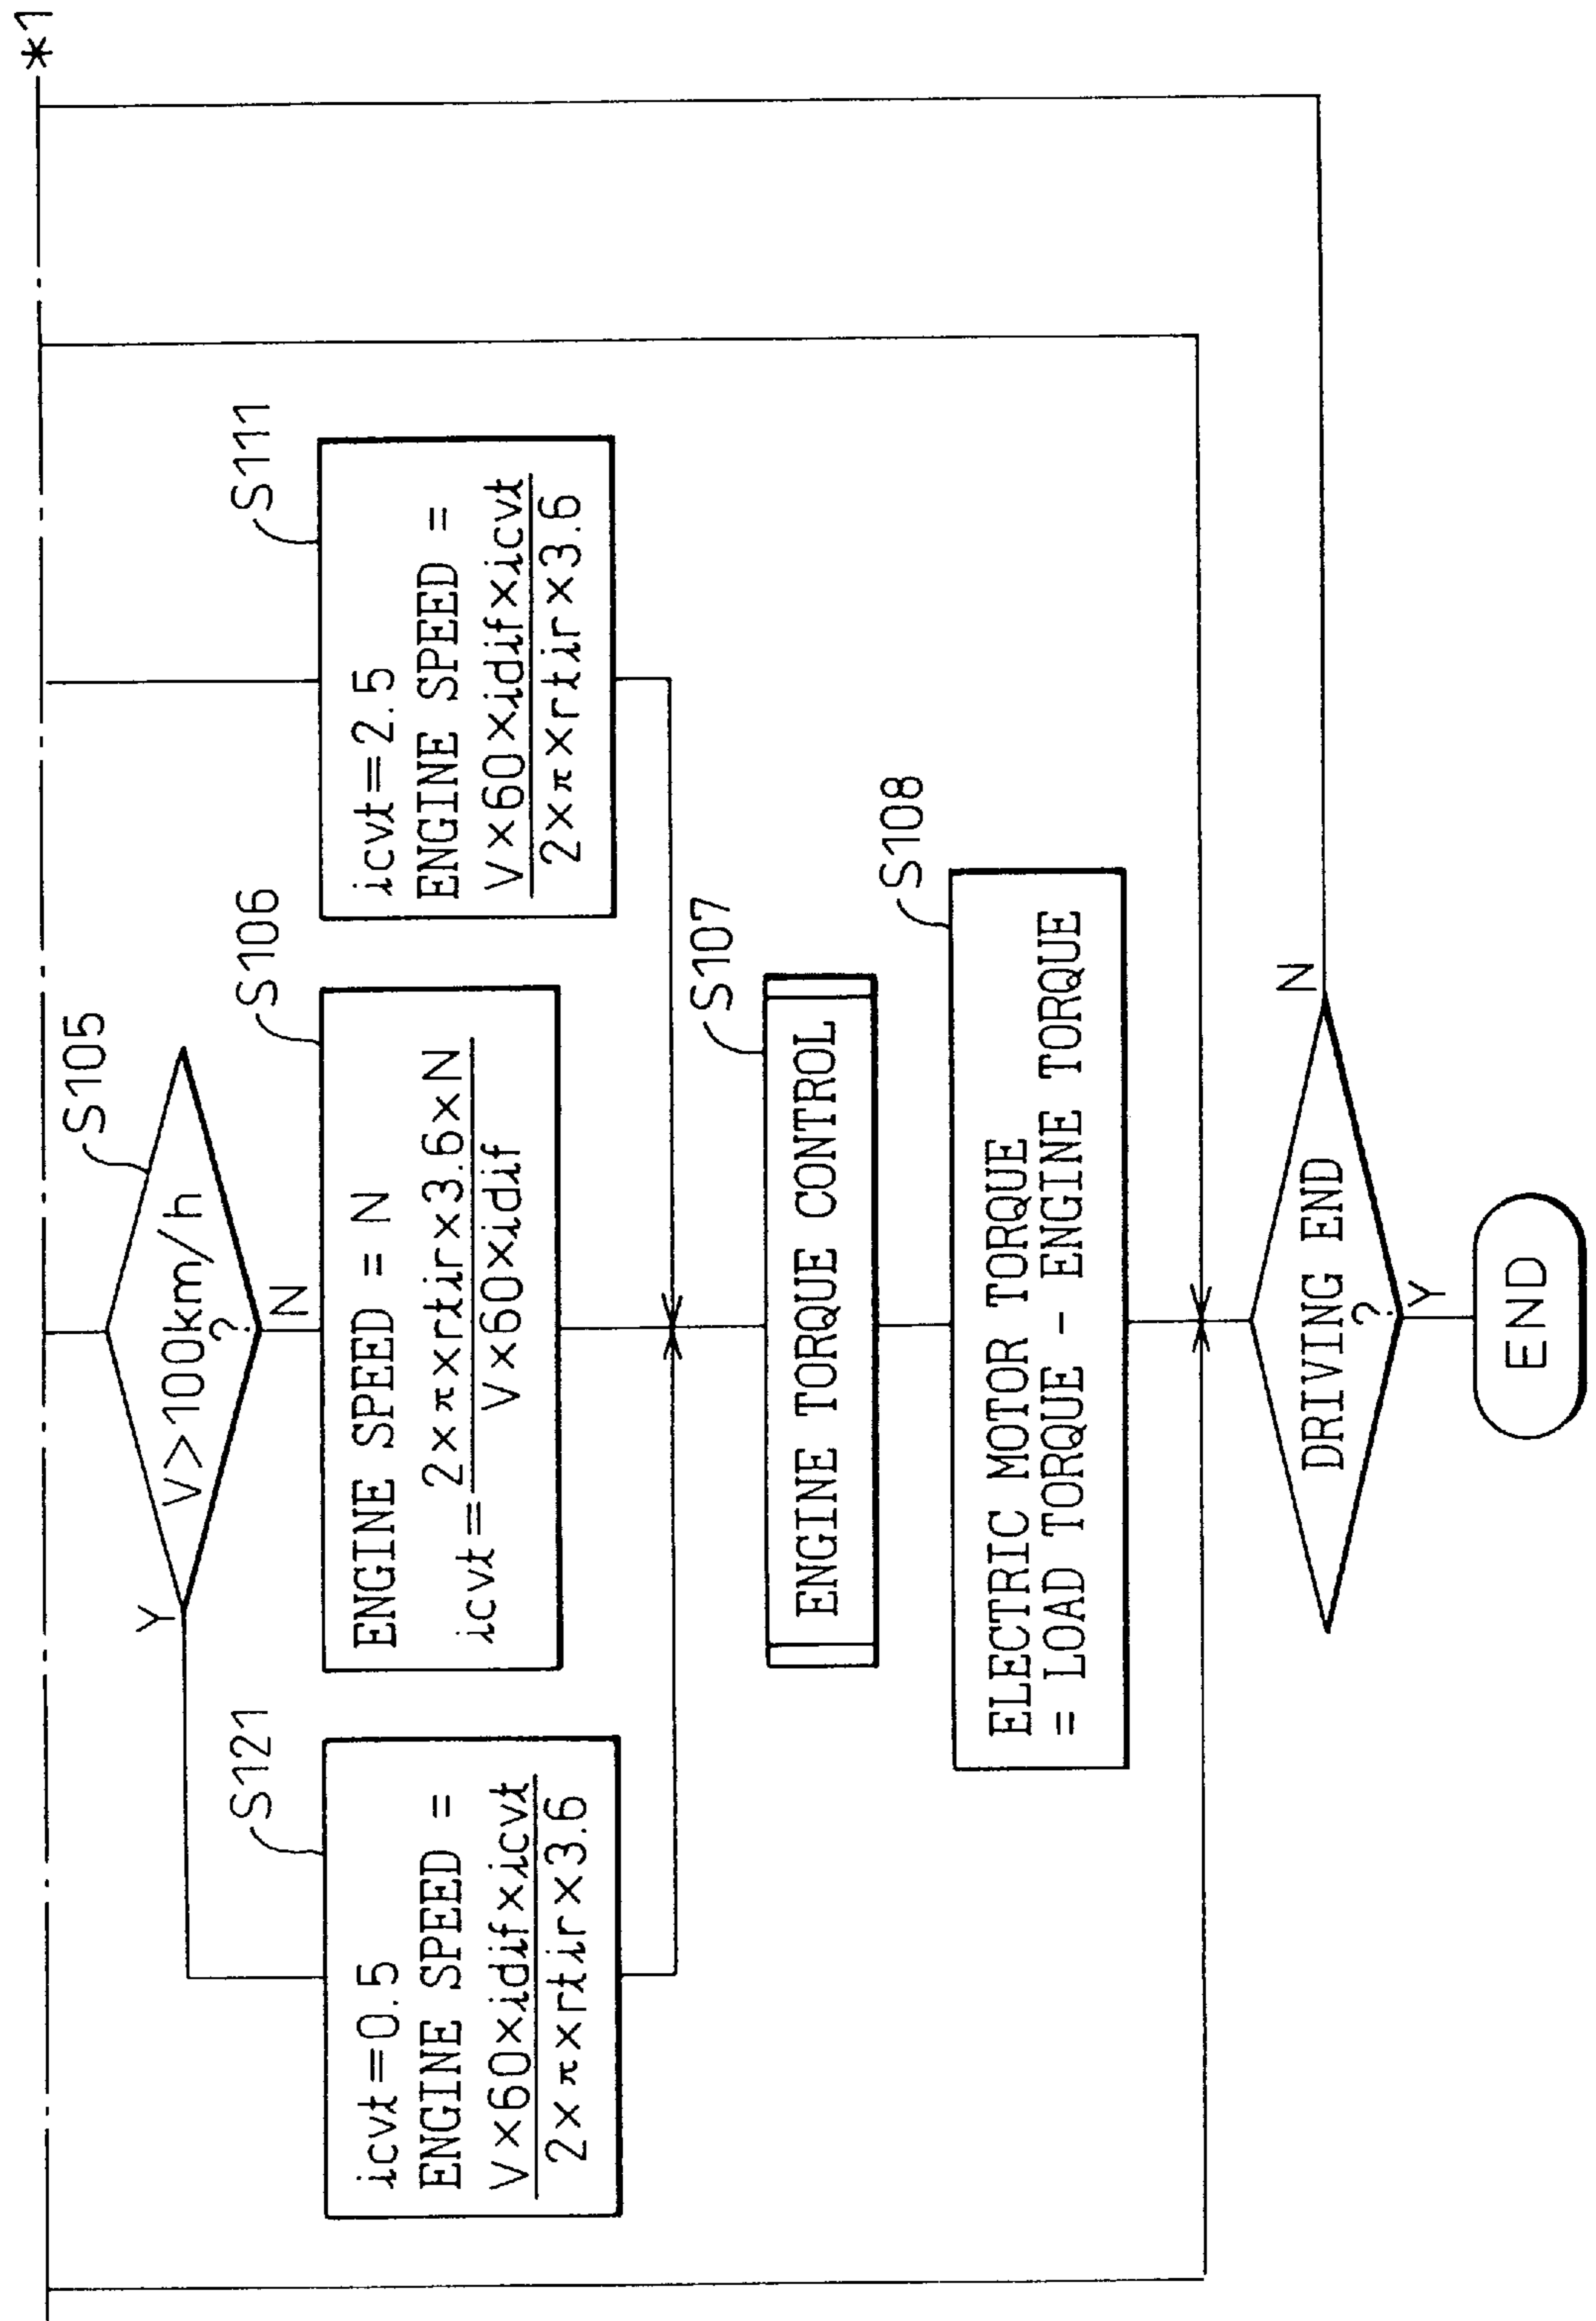 *1
S105
V>100km/h
?
Y
N
S121
icvt=0.5
ENGINE SPEED =
V×60×idif×icvt
2×π×rtir×3.6
S106
ENGINE SPEED = N
icvt= 2×π×rtir×3.6×N
V×60×idif
S111
icvt=2.5
ENGINE SPEED =
V×60×idif×icvt
2×π×rtir×3.6
S107
ENGINE TORQUE CONTROL
S108
ELECTRIC MOTOR TORQUE
= LOAD TORQUE - ENGINE TORQUE
DRIVING END
?
N
Y
END